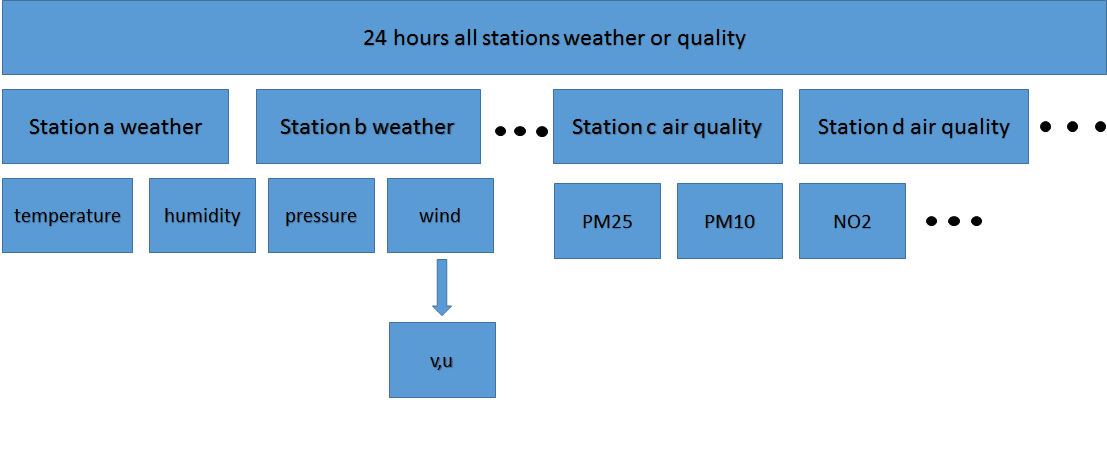 24 hours all stations weather or quality
Station a weather
Station b weather
Station c air quality
Station d air quality
temperature
humidity
pressure
wind
PM25
PM10
NO2
v,u